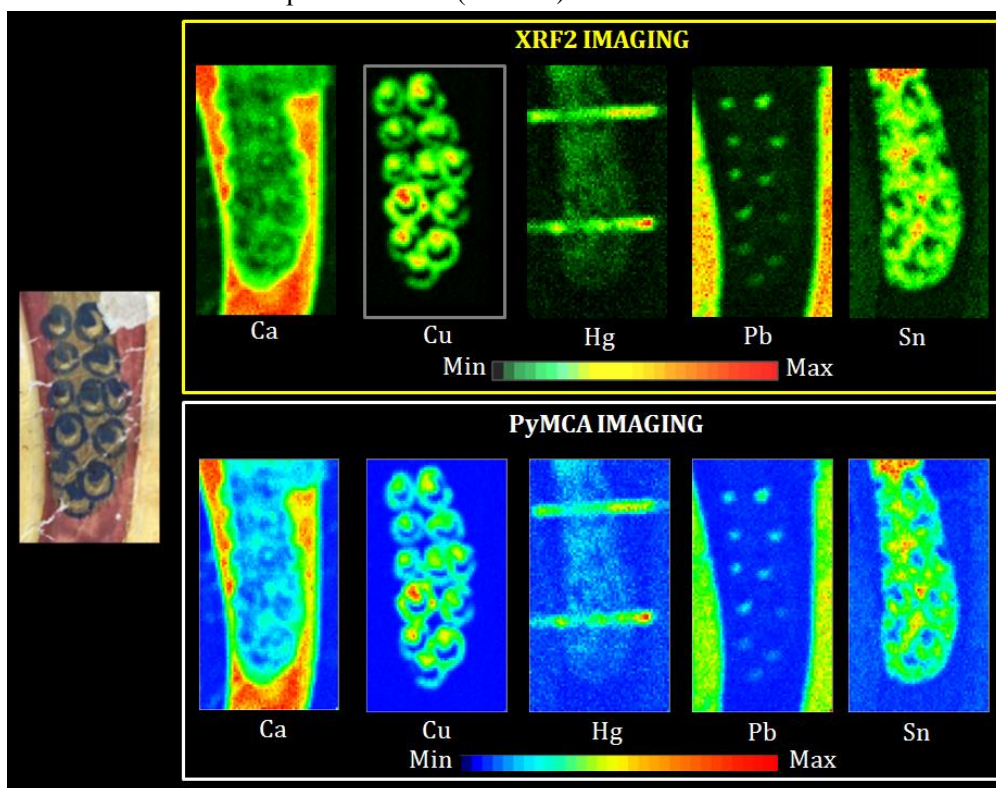 XRF2 IMAGING
Ca Cu Hg Pb Sn
Min Max
PyMCA IMAGING
Ca Cu Hg Pb Sn
Min Max